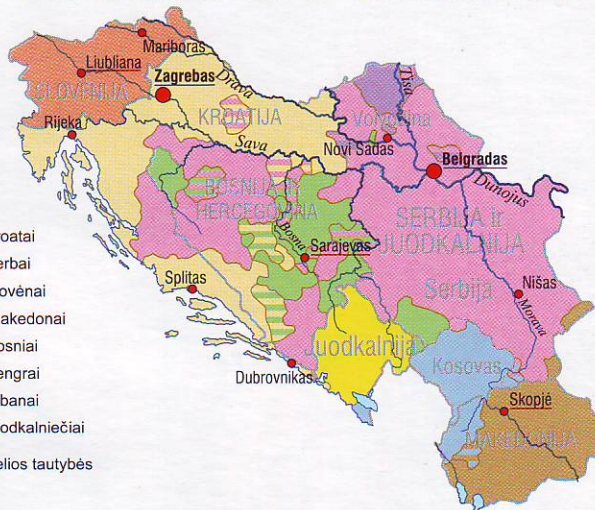 Mariboras
Liubliana
SLOVĖNIJA
Zagrebas
Drava
Tisa
KROATIJA
Vojvodina
Rijeka
Sava
Novi Sadas
Belgradas
Dunojus
BOSNIJA IR
HERCEGOVINA
Bosna
Sarajevas
SERBIJA ir
JUODKALNIJA
Serbija
Splitas
Nišas
Morava
Juodkalnija
Dubrovnikas
Kosovas
Skopjė
MAKEDONIJA
roatai
erbai
ovėnai
akedonai
osniai
engrai
banai
odkalniečiai
elios tautybės